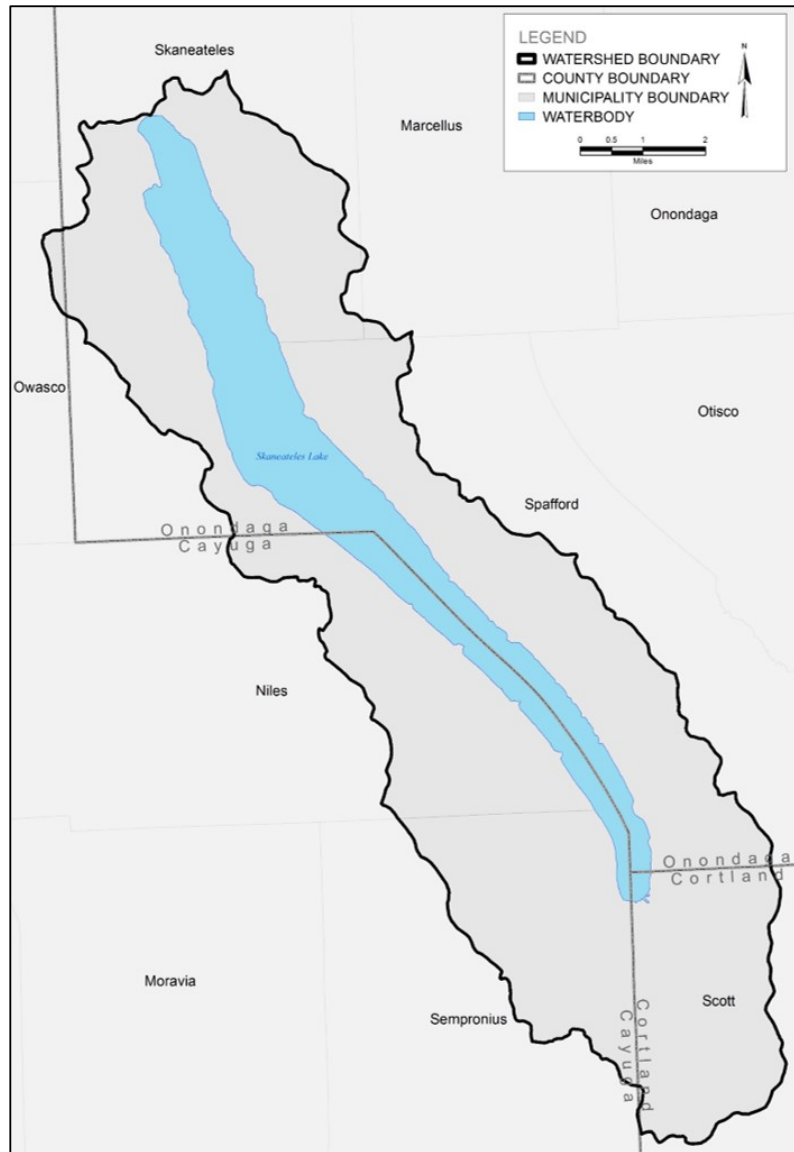 Skaneateles
LEGEND
WATERSHED BOUNDARY
COUNTY BOUNDARY
MUNICIPALITY BOUNDARY
WATERBODY
N
0 0.5 1 2
Miles
Marcellus
Onondaga
Owasco
Otisco
Skaneateles Lake
Spafford
Onondaga
Cayuga
Niles
Onondaga
Cortland
Moravia
Sempronius
Scott
Cortland
Cayuga